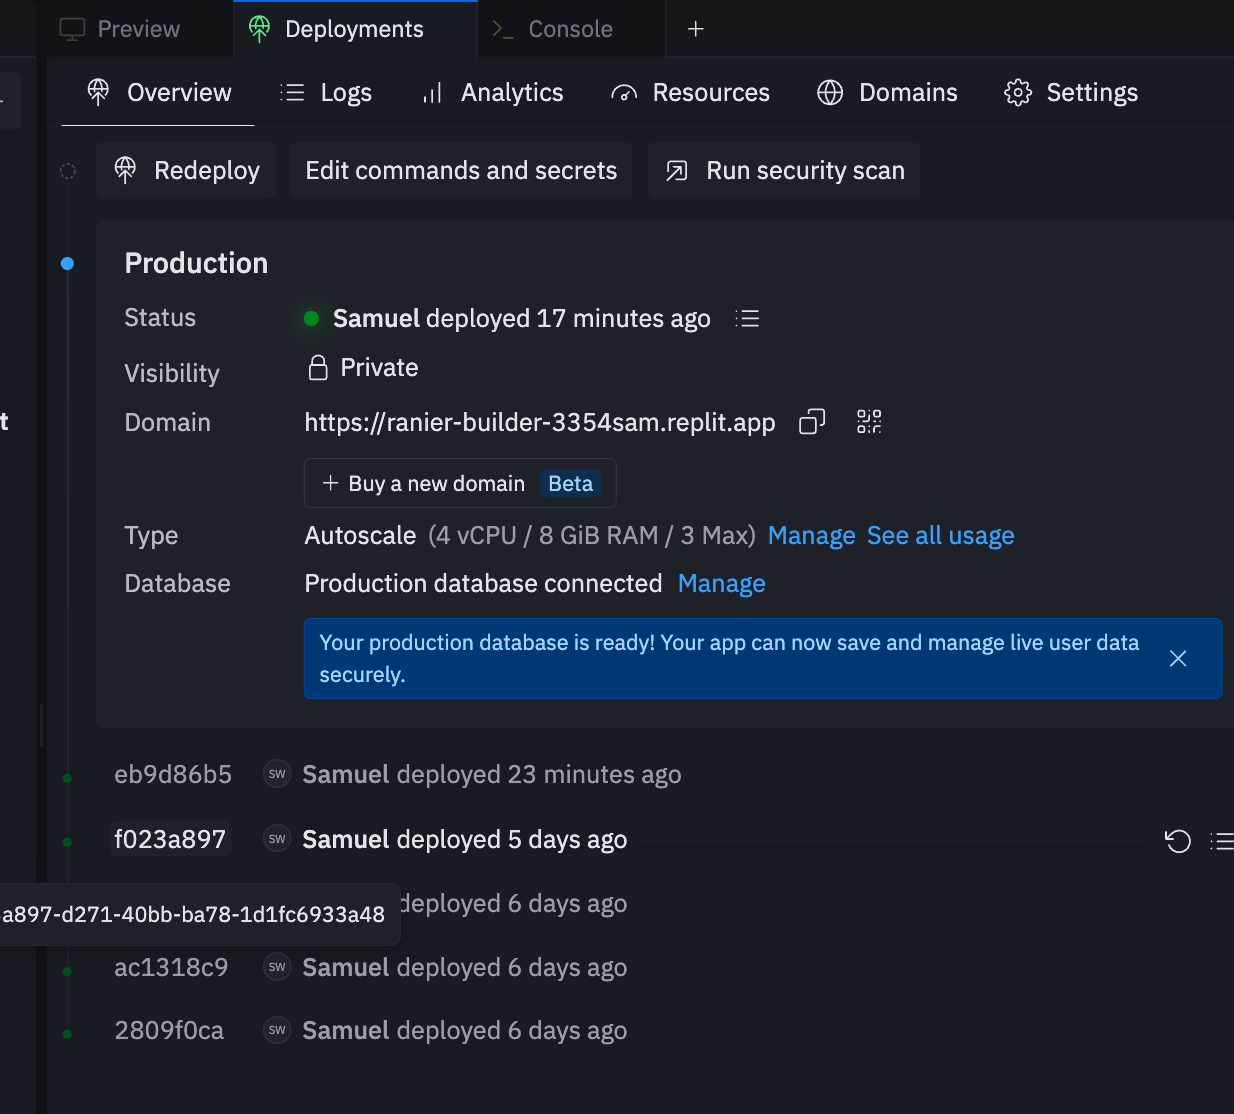 Preview
Deployments
Console
Overview
Logs
Analytics
Resources
Domains
Settings
Redeploy
Edit commands and secrets
Run security scan
Production
Status
Samuel deployed 17 minutes ago
Visibility
Private
Domain
https://ranier-builder-3354sam.replit.app
+ Buy a new domain Beta
Type
Autoscale (4 vCPU / 8 GiB RAM / 3 Max) Manage See all usage
Database
Production database connected Manage
Your production database is ready! Your app can now save and manage live user data
securely.
eb9d86b5 SW Samuel deployed 23 minutes ago
t
f023a897 SW Samuel deployed 5 days ago
a897-d271-40bb-ba78-1d1fc6933a48
deployed 6 days ago
ac1318c9 SW Samuel deployed 6 days ago
2809f0ca SW Samuel deployed 6 days ago